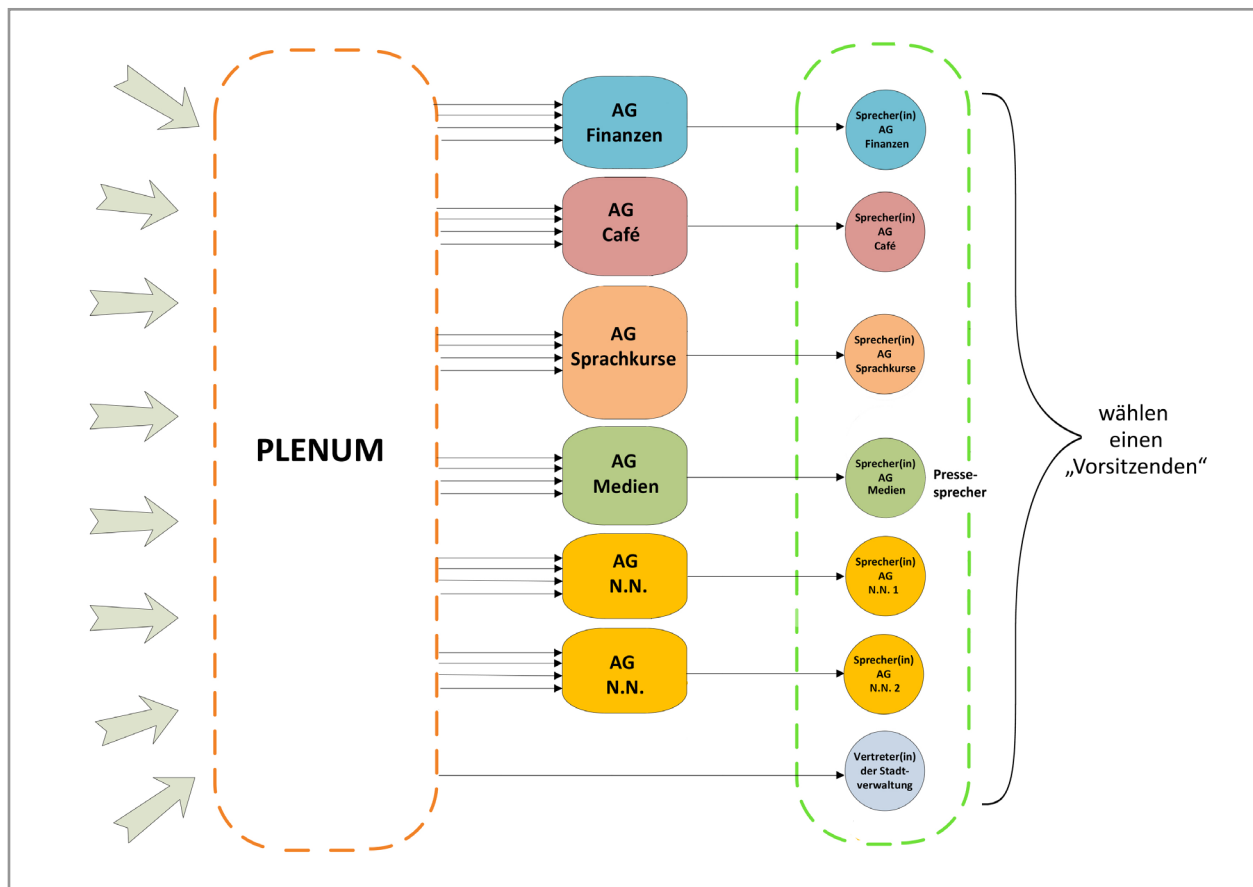 PLENUM
AG
Finanzen
AG
Café
AG
Sprachkurse
AG
Medien
AG
N.N.
AG
N.N.
Sprecher(in)
AG
Finanzen
Sprecher(in)
AG
Café
Sprecher(in)
AG
Sprachkurse
Sprecher(in)
AG
Medien
Presse-
sprecher
Sprecher(in)
AG
N.N. 1
Sprecher(in)
AG
N.N. 2
Vertreter(in)
der Stadt-
verwaltung
wählen
einen
„Vorsitzenden“